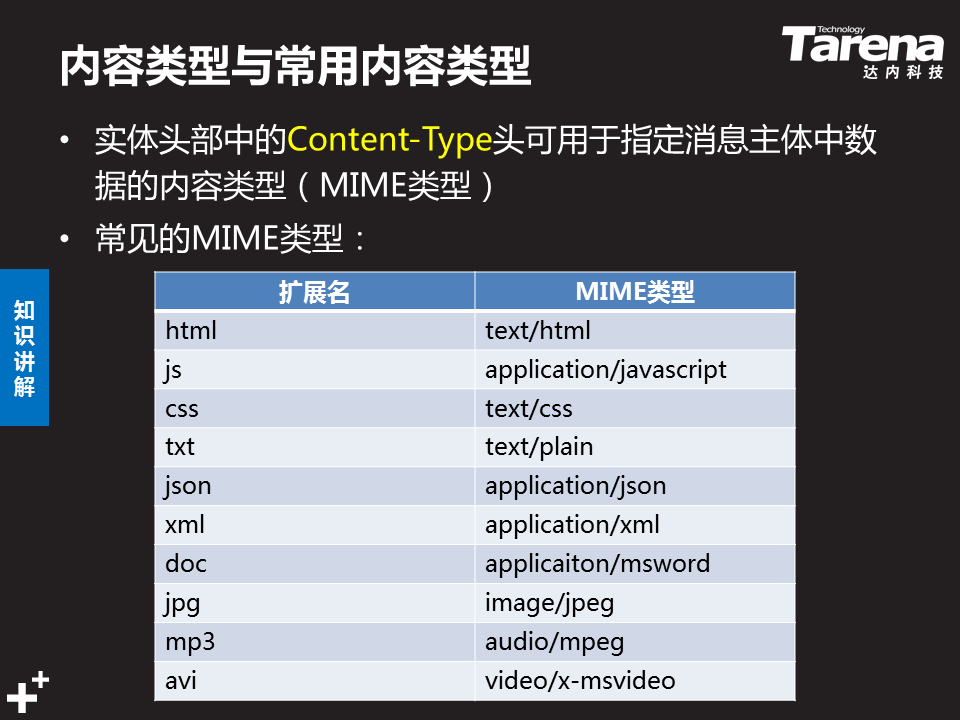 内容类型与常用内容类型
Technology
Tarena
达内科技
• 实体头部中的Content-Type头可用于指定消息主体中数
据的内容类型（MIME类型）
• 常见的MIME类型：
知识讲解
扩展名 MIME类型
html text/html
js application/javascript
css text/css
txt text/plain
json application/json
xml application/xml
doc applicaiton/msword
jpg image/jpeg
mp3 audio/mpeg
avi video/x-msvideo